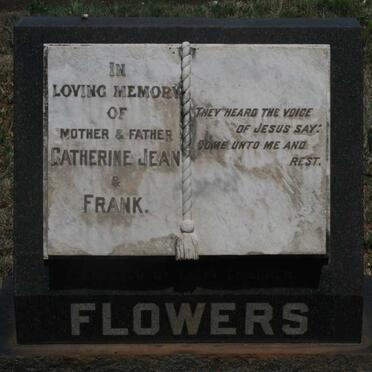 IN
LOVING MEMORY
OF
MOTHER & FATHER
CATHERINE JEAN
&
FRANK.
THEY HEARD THE VOICE
OF JESUS SAY:
COME UNTO ME AND
REST.
FLOWERS